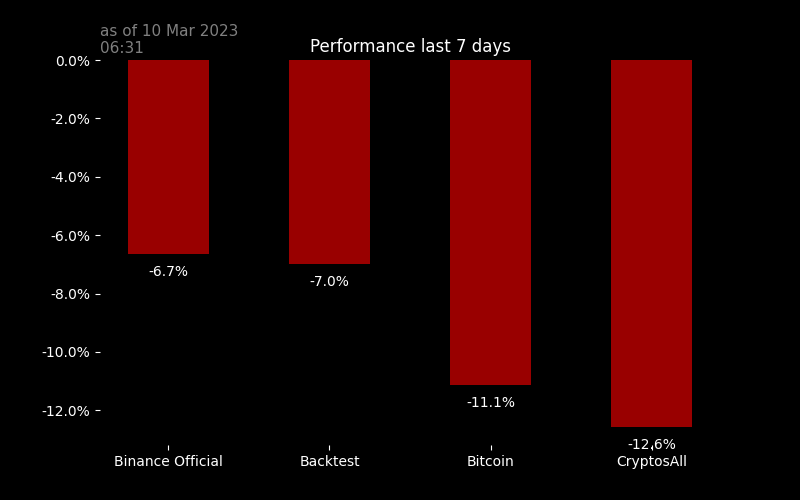 as of 10 Mar 2023
06:31
Performance last 7 days
0.0%
-2.0%
-4.0%
-6.0%
-8.0%
-10.0%
-12.0%
-6.7%
-7.0%
-11.1%
-12.6%
Binance Official
Backtest
Bitcoin
CryptosAll